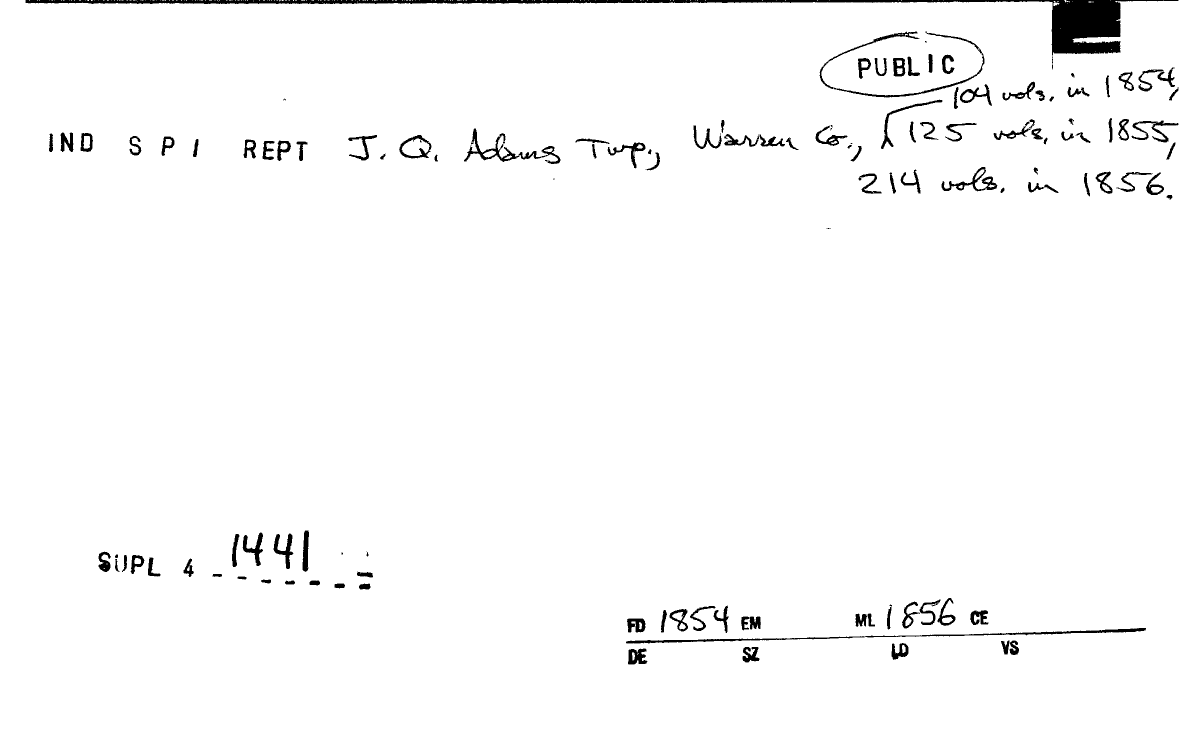 PUBLIC
104 vols. in 1854,
IND S P I REPT J. Q. Adams Twp., Warren Co., 125 vols. in 1855,
214 vols. in 1856.
SUPL 4 1441
FD 1854 EM ML 1856 CE
DE SZ LD VS